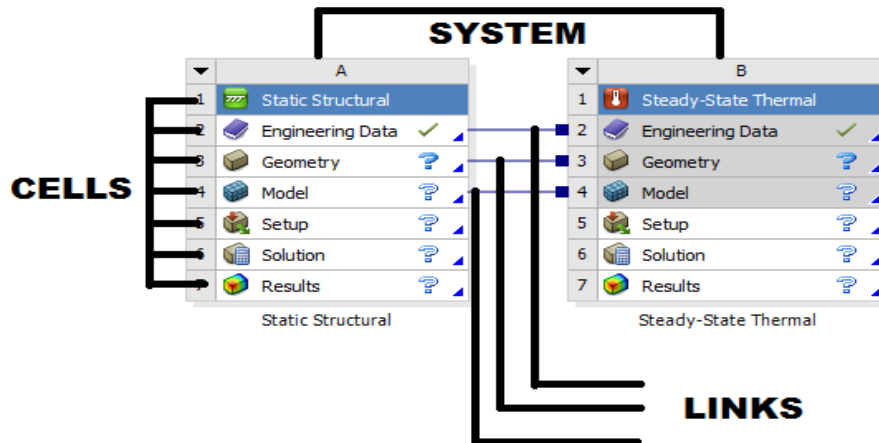 SYSTEM
A
1 Static Structural
2 Engineering Data
3 Geometry
4 Model
5 Setup
6 Solution
7 Results
Static Structural
B
1 Steady-State Thermal
2 Engineering Data
3 Geometry
4 Model
5 Setup
6 Solution
7 Results
Steady-State Thermal
CELLS
LINKS